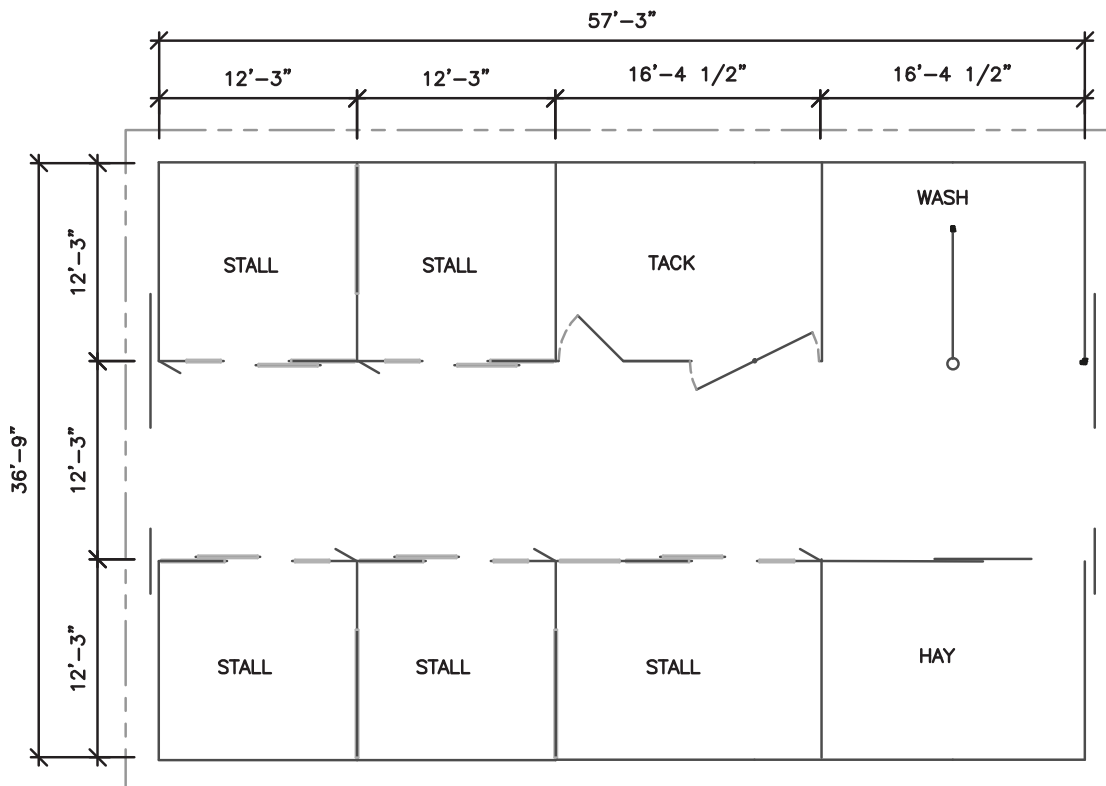 57'-3"
12'-3"
12'-3"
16'-4 1/2"
16'-4 1/2"
WASH
12'-3"
STALL
STALL
TACK
36'-9"
12'-3"
12'-3"
STALL
STALL
STALL
HAY